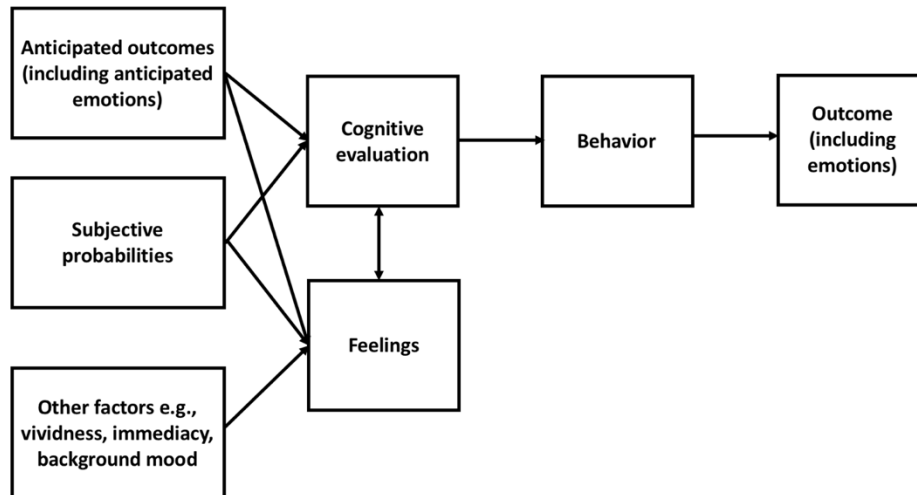 Anticipated outcomes
(including anticipated
emotions)
Subjective
probabilities
Other factors e.g.,
vividness, immediacy,
background mood
Cognitive
evaluation
Feelings
Behavior
Outcome
(including
emotions)